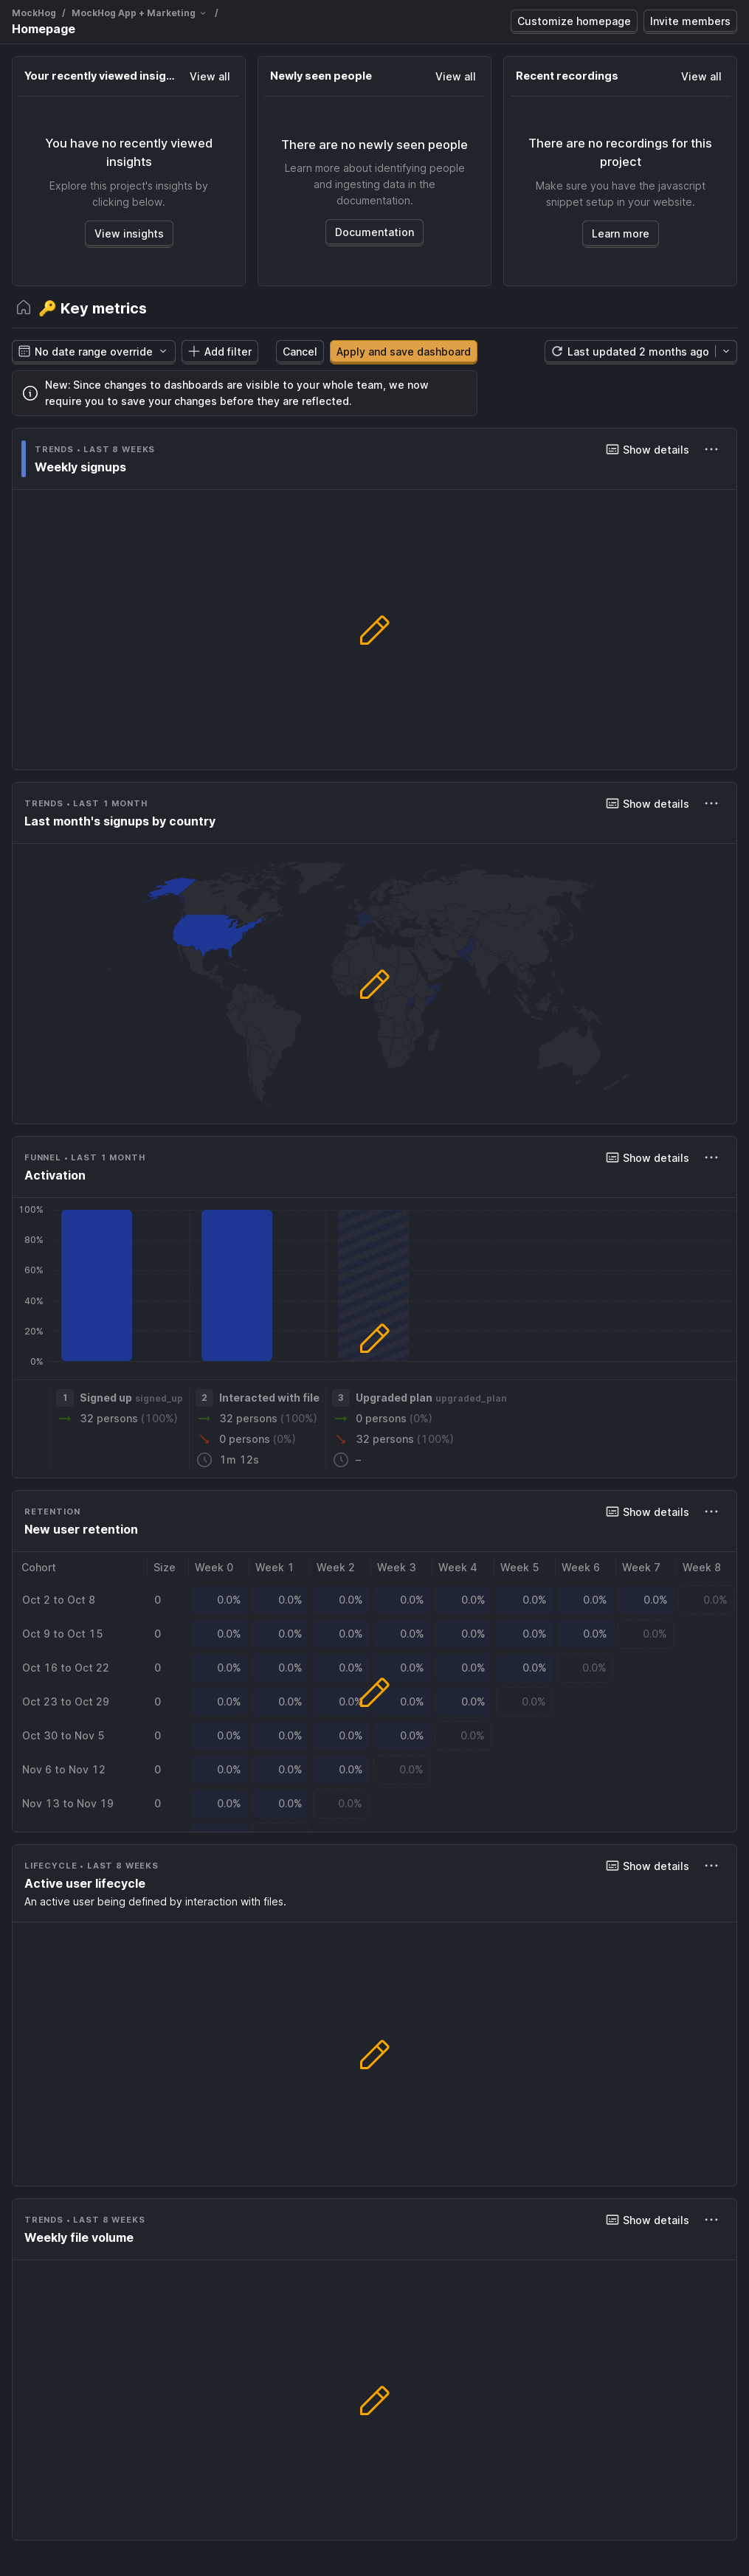 MockHog / MockHog App + Marketing /
Homepage
Customize homepage
Invite members
Your recently viewed insig...
View all
You have no recently viewed
insights
Explore this project's insights by
clicking below.
View insights
Newly seen people
View all
There are no newly seen people
Learn more about identifying people
and ingesting data in the
documentation.
Documentation
Recent recordings
View all
There are no recordings for this
project
Make sure you have the javascript
snippet setup in your website.
Learn more
🔑 Key metrics
No date range override
Add filter
Cancel
Apply and save dashboard
Last updated 2 months ago
New: Since changes to dashboards are visible to your whole team, we now
require you to save your changes before they are reflected.
TRENDS • LAST 8 WEEKS
Show details
Weekly signups
TRENDS • LAST 1 MONTH
Show details
Last month's signups by country
FUNNEL • LAST 1 MONTH
Show details
Activation
100%
80%
60%
40%
20%
0%
1 Signed up signed_up
32 persons (100%)
2 Interacted with file
32 persons (100%)
0 persons (0%)
1m 12s
3 Upgraded plan upgraded_plan
0 persons (0%)
32 persons (100%)
–
RETENTION
Show details
New user retention
Cohort Size Week 0 Week 1 Week 2 Week 3 Week 4 Week 5 Week 6 Week 7 Week 8
Oct 2 to Oct 8 0 0.0% 0.0% 0.0% 0.0% 0.0% 0.0% 0.0% 0.0% 0.0%
Oct 9 to Oct 15 0 0.0% 0.0% 0.0% 0.0% 0.0% 0.0% 0.0% 0.0%
Oct 16 to Oct 22 0 0.0% 0.0% 0.0% 0.0% 0.0% 0.0% 0.0%
Oct 23 to Oct 29 0 0.0% 0.0% 0.0% 0.0% 0.0% 0.0%
Oct 30 to Nov 5 0 0.0% 0.0% 0.0% 0.0% 0.0%
Nov 6 to Nov 12 0 0.0% 0.0% 0.0% 0.0%
Nov 13 to Nov 19 0 0.0% 0.0% 0.0%
LIFECYCLE • LAST 8 WEEKS
Show details
Active user lifecycle
An active user being defined by interaction with files.
TRENDS • LAST 8 WEEKS
Show details
Weekly file volume